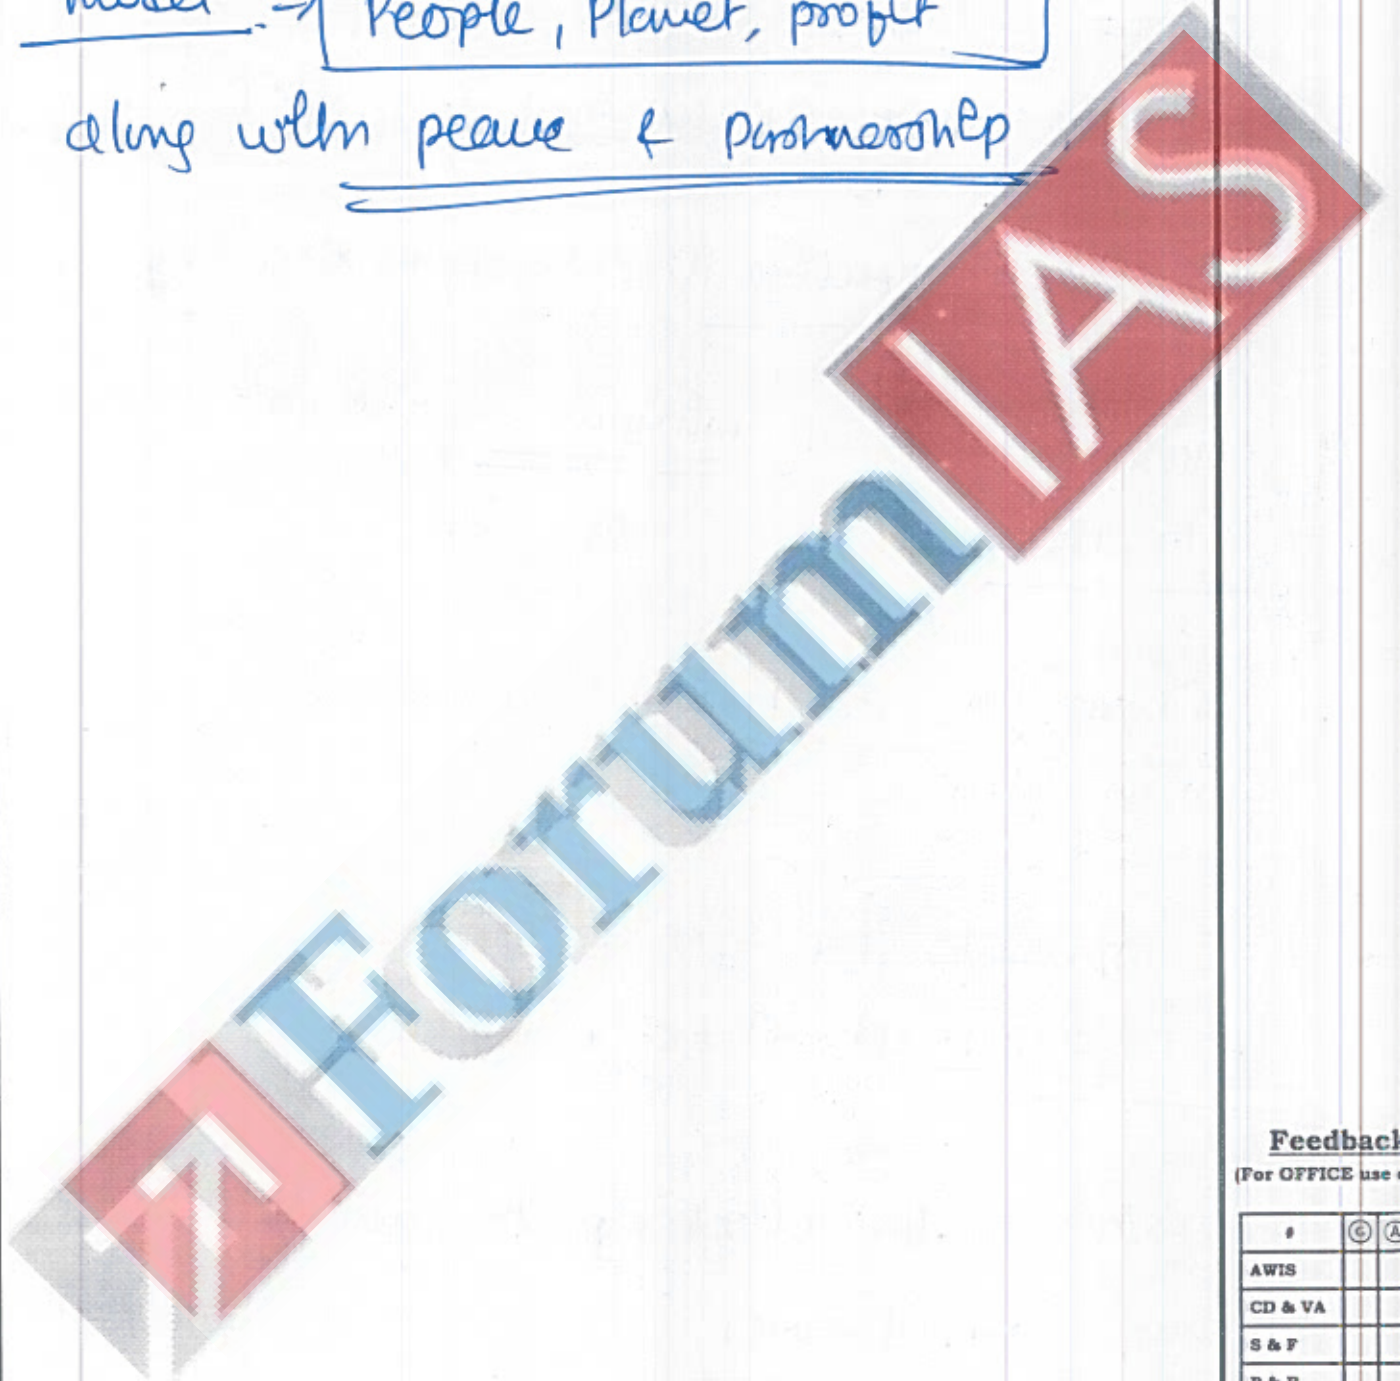 model → People, Planet, profit
along with peace & Partnership
ForumIAS
Feedback
(For OFFICE use
# G A
AWIS
CD & VA
S & F